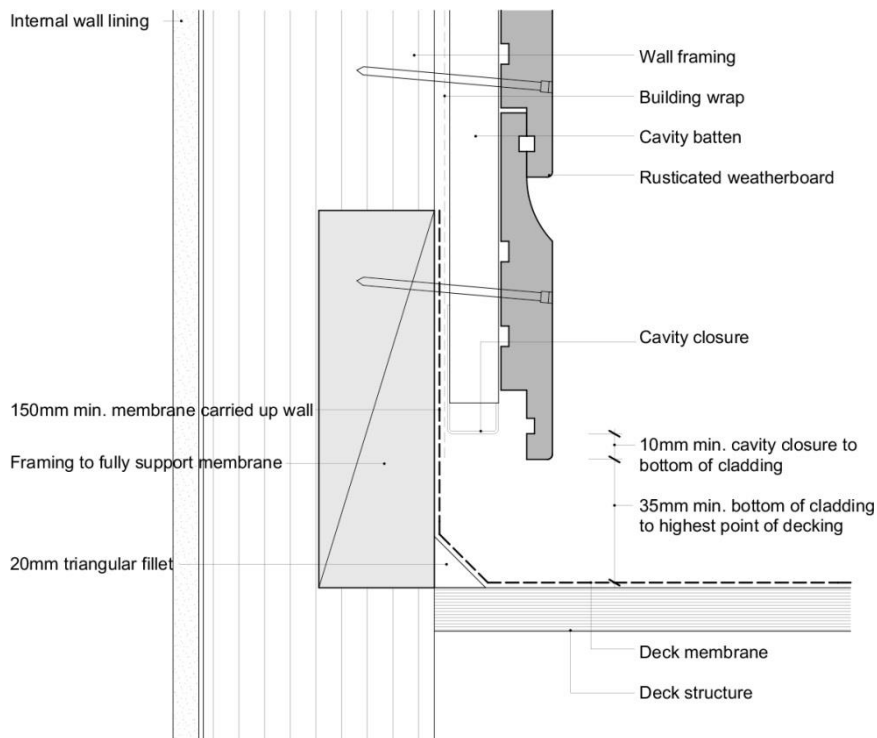 Internal wall lining
Wall framing
Building wrap
Cavity batten
Rusticated weatherboard
Cavity closure
150mm min. membrane carried up wall
Framing to fully support membrane
10mm min. cavity closure to
bottom of cladding
35mm min. bottom of cladding
to highest point of decking
20mm triangular fillet
Deck membrane
Deck structure